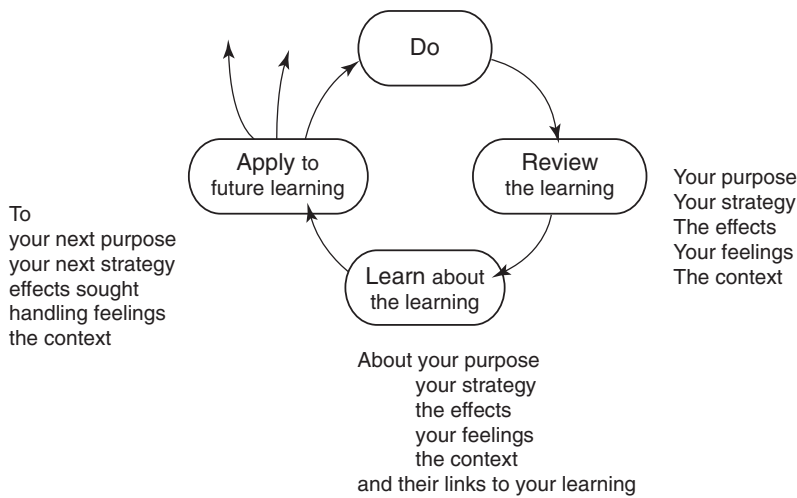 Do
Review
the learning
Your purpose
Your strategy
The effects
Your feelings
The context
Learn about
the learning
About your purpose
your strategy
the effects
your feelings
the context
and their links to your learning
Apply to
future learning
To
your next purpose
your next strategy
effects sought
handling feelings
the context